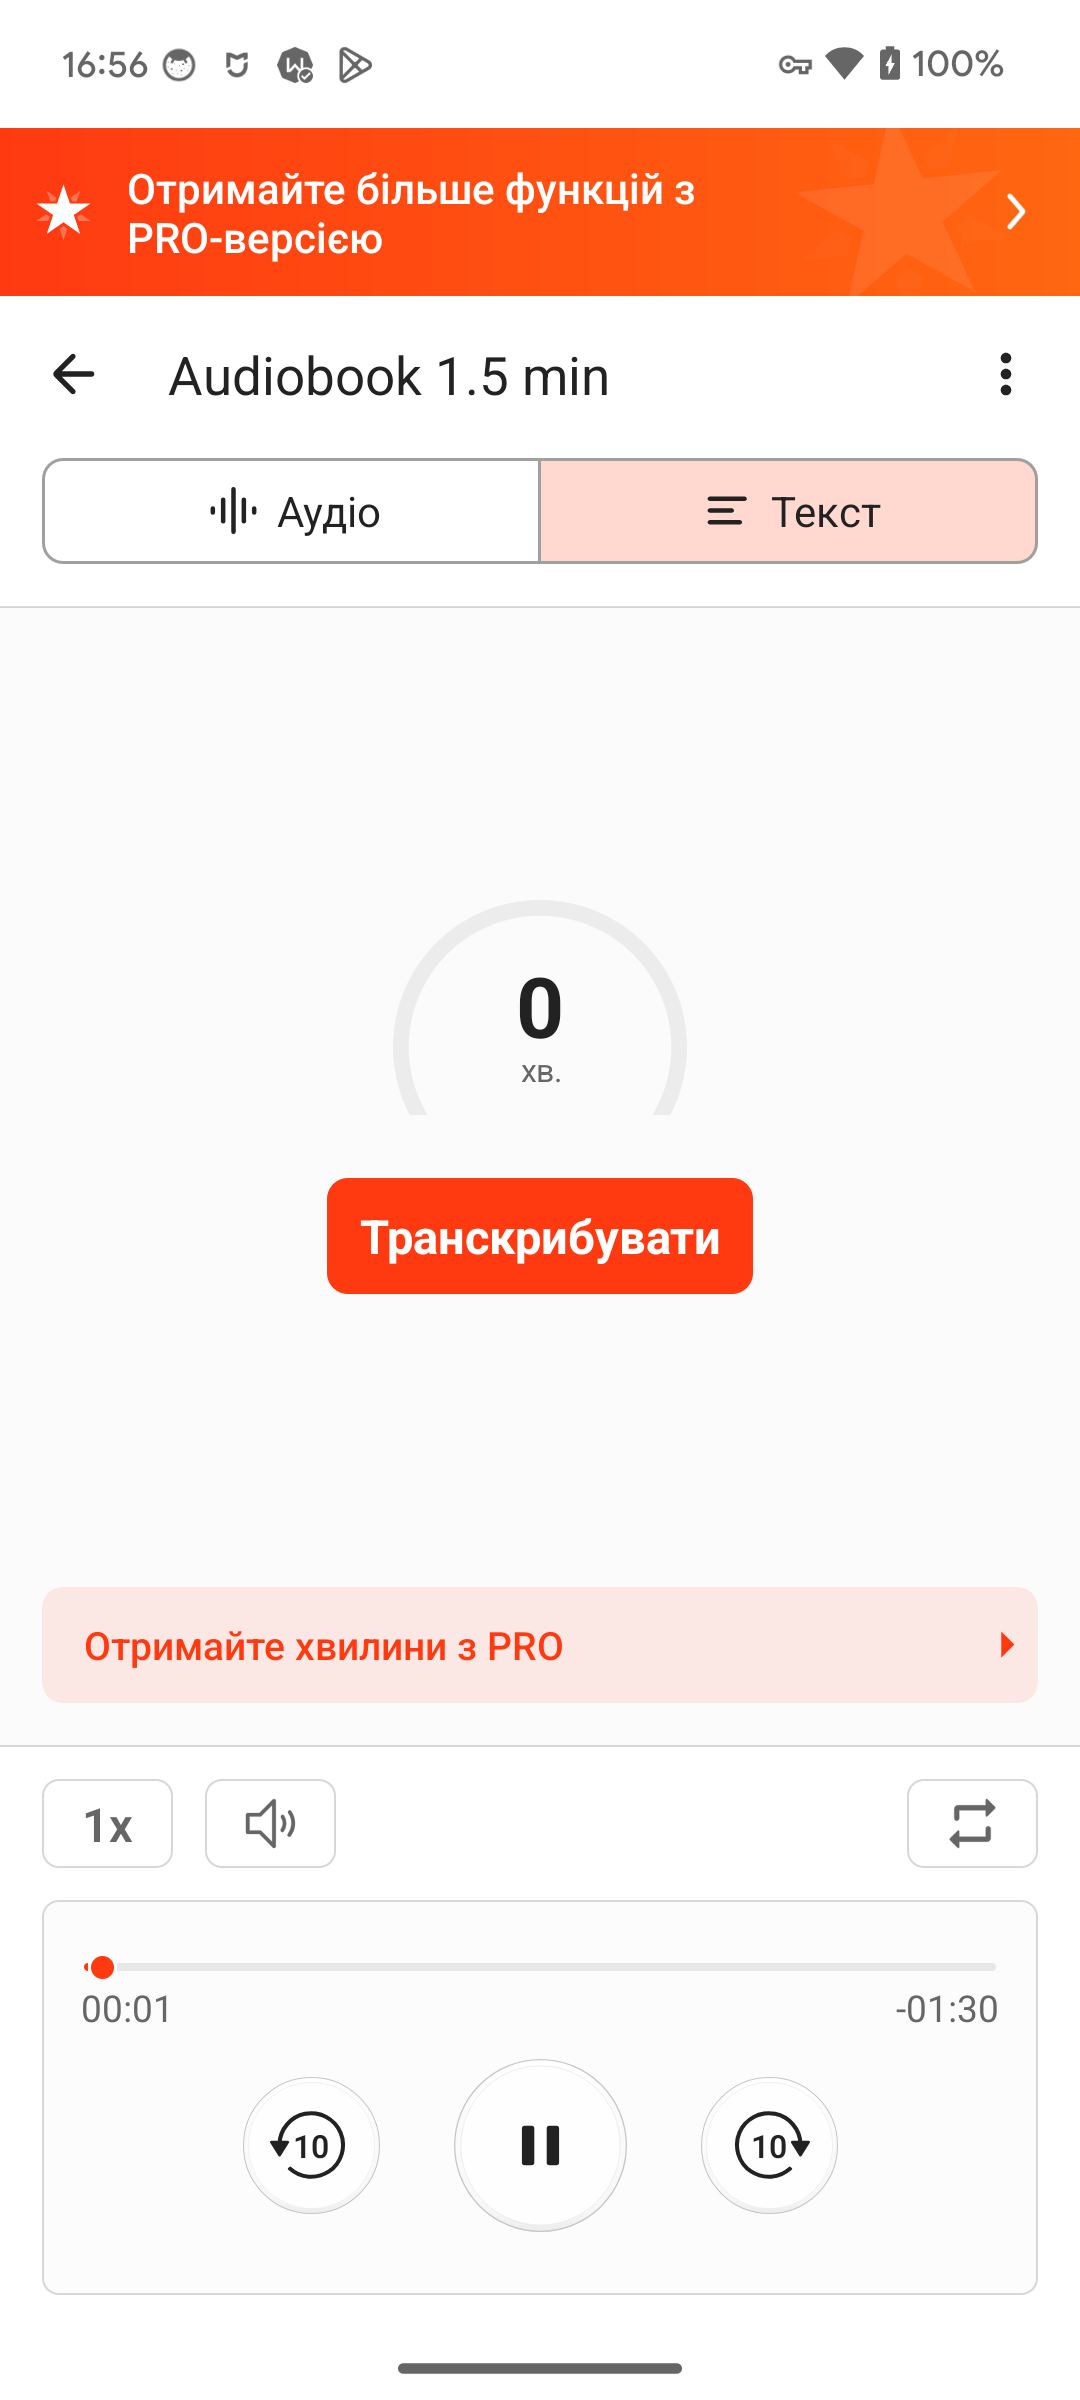 16:56
100%
Отримайте більше функцій з
PRO-версією
Audiobook 1.5 min
Аудіо
Текст
0
хв.
Транскрибувати
Отримайте хвилини з PRO
1x
00:01
-01:30
10
10